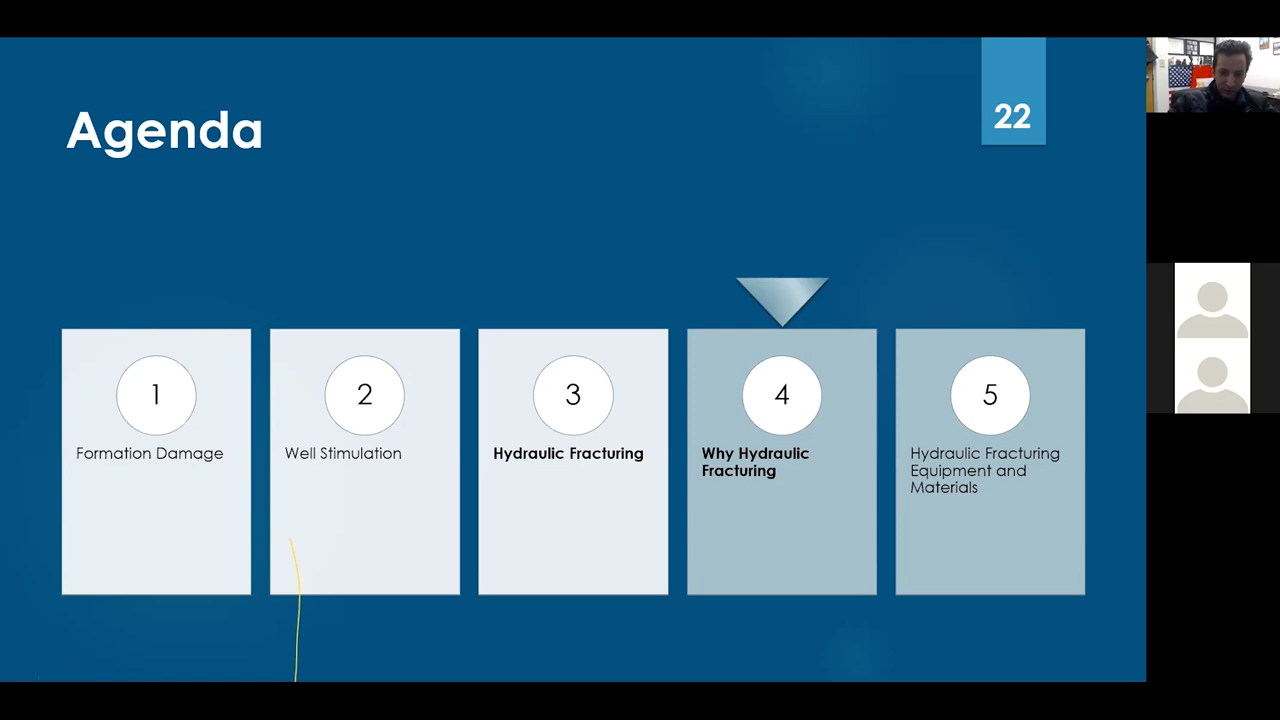 22
Agenda
1
Formation Damage
2
Well Stimulation
3
Hydraulic Fracturing
4
Why Hydraulic
Fracturing
5
Hydraulic Fracturing
Equipment and
Materials